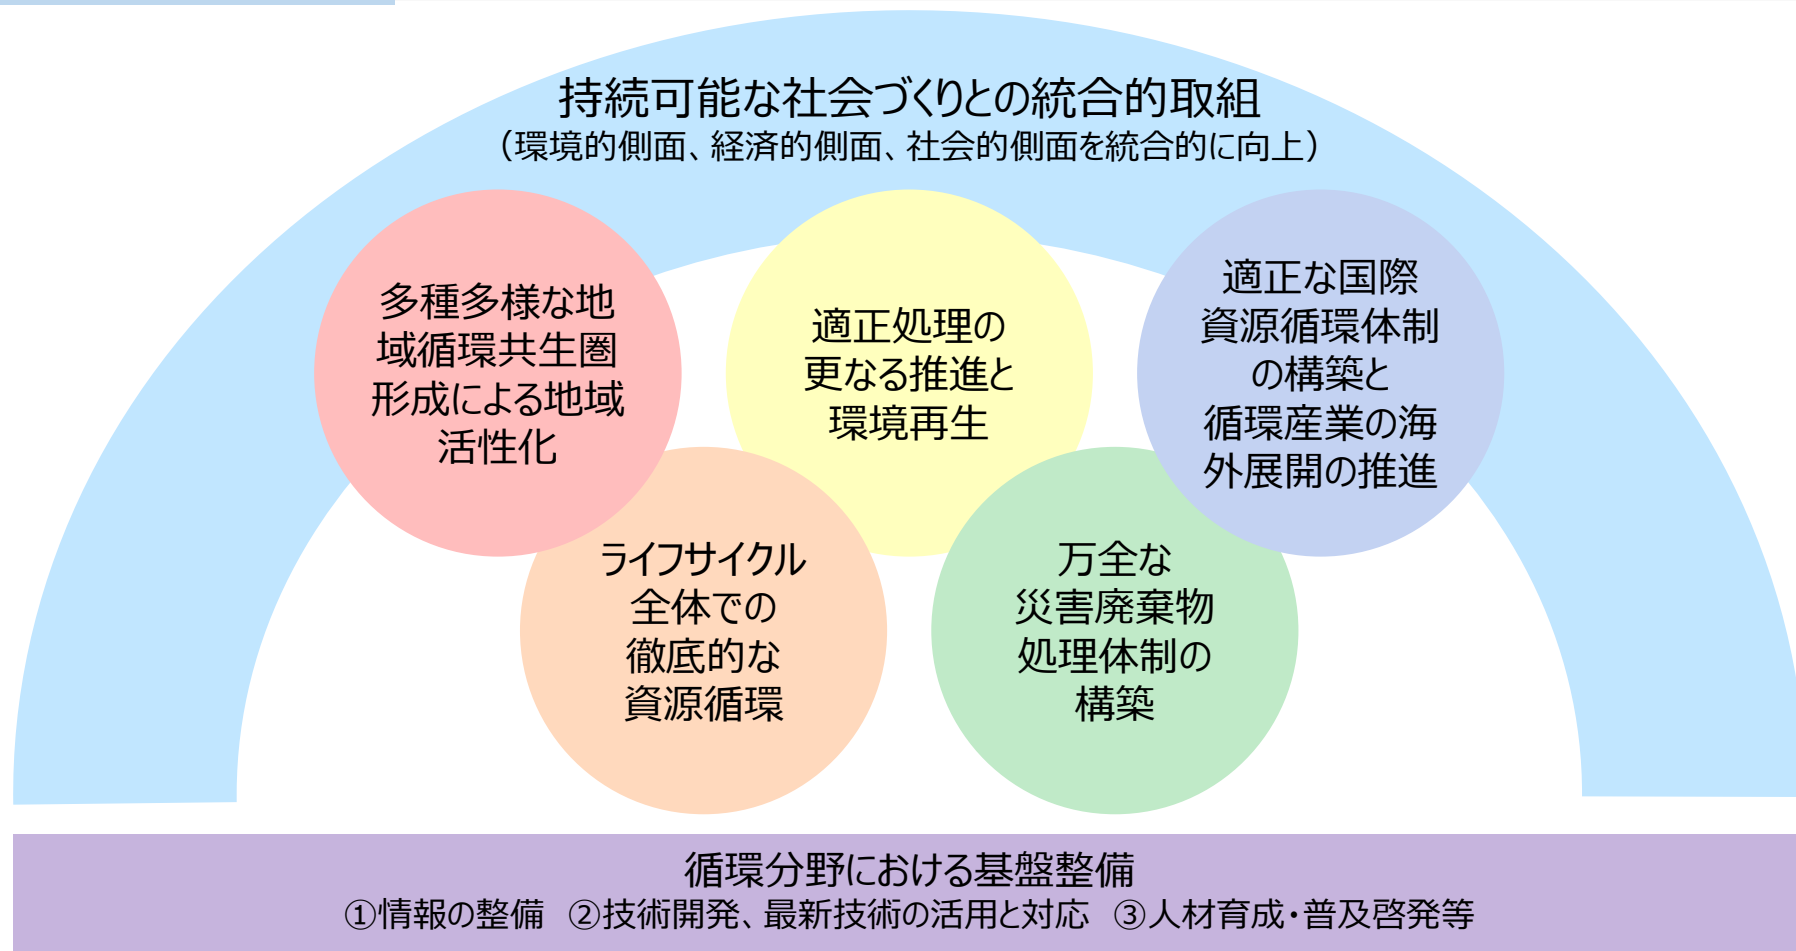 持続可能な社会づくりとの統合的取組
（環境的側面、経済的側面、社会的側面を統合的に向上）
多種多様な地
域循環共生圏
形成による地域
活性化
適正処理の
更なる推進と
環境再生
適正な国際
資源循環体制
の構築と
循環産業の海
外展開の推進
ライフサイクル
全体での
徹底的な
資源循環
万全な
災害廃棄物
処理体制の
構築
循環分野における基盤整備
①情報の整備　②技術開発、最新技術の活用と対応　③人材育成・普及啓発等